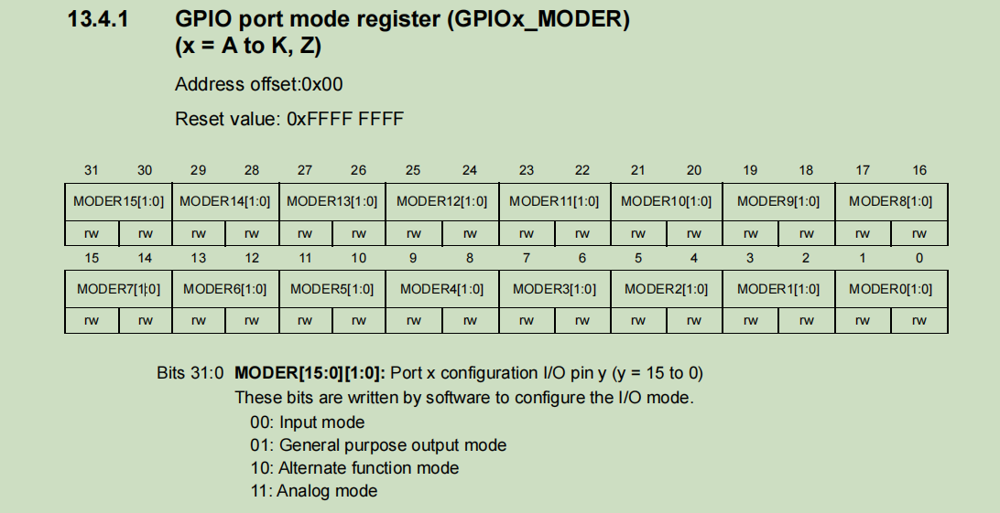 13.4.1 GPIO port mode register (GPIOx_MODER)
(x = A to K, Z)
Address offset:0x00
Reset value: 0xFFFF FFFF
31 30 29 28 27 26 25 24 23 22 21 20 19 18 17 16
MODER15[1:0] MODER14[1:0] MODER13[1:0] MODER12[1:0] MODER11[1:0] MODER10[1:0] MODER9[1:0] MODER8[1:0]
rw rw rw rw rw rw rw rw rw rw rw rw rw rw rw rw
15 14 13 12 11 10 9 8 7 6 5 4 3 2 1 0
MODER7[1:0] MODER6[1:0] MODER5[1:0] MODER4[1:0] MODER3[1:0] MODER2[1:0] MODER1[1:0] MODER0[1:0]
rw rw rw rw rw rw rw rw rw rw rw rw rw rw rw rw
Bits 31:0 MODER[15:0][1:0]: Port x configuration I/O pin y (y = 15 to 0)
These bits are written by software to configure the I/O mode.
00: Input mode
01: General purpose output mode
10: Alternate function mode
11: Analog mode